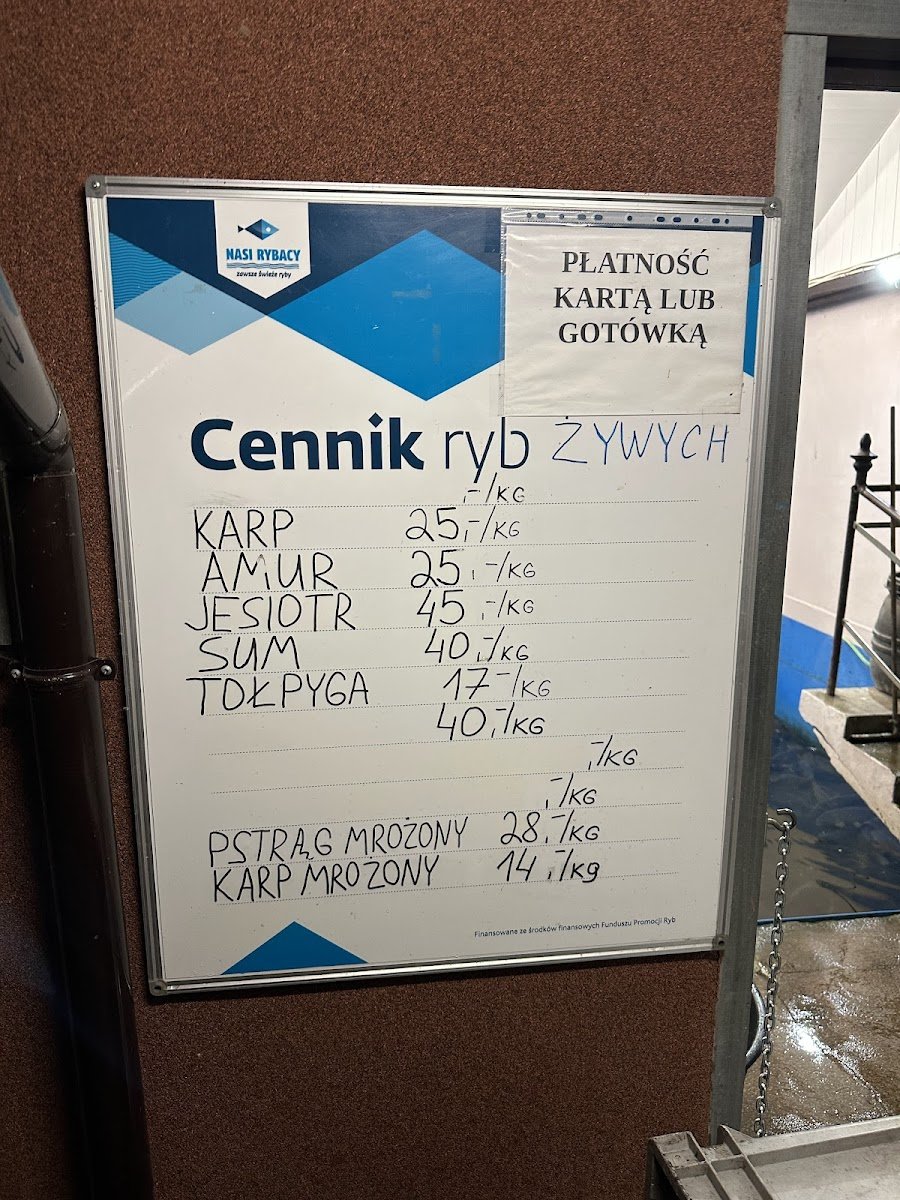 NASI RYBACY
zawsze świeże ryby
PŁATNOŚĆ
KARTĄ LUB
GOTÓWKĄ
Cennik ryb ŻYWYCH
,-/KG
KARP 25,-/KG
AMUR 25,-/KG
JESIOTR 45,-/KG
SUM 40,-/KG
TOŁPYGA 17-/KG
40,-/KG
,-/KG
,-/KG
PSTRĄG MROŻONY 28,-/KG
KARP MROZONY 14,-/kg
Finansowane ze środków finansowych Funduszu Promocji Ryb